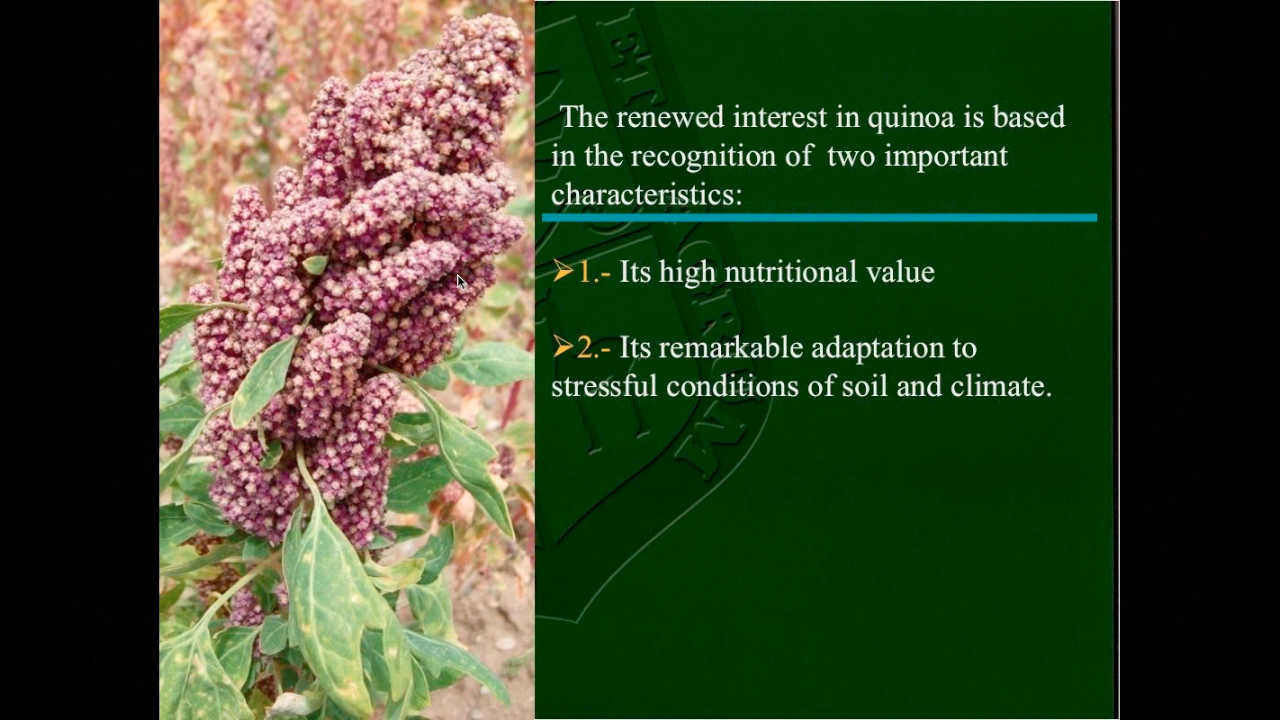 The renewed interest in quinoa is based
in the recognition of two important
characteristics:
➢1.- Its high nutritional value
➢2.- Its remarkable adaptation to
stressful conditions of soil and climate.